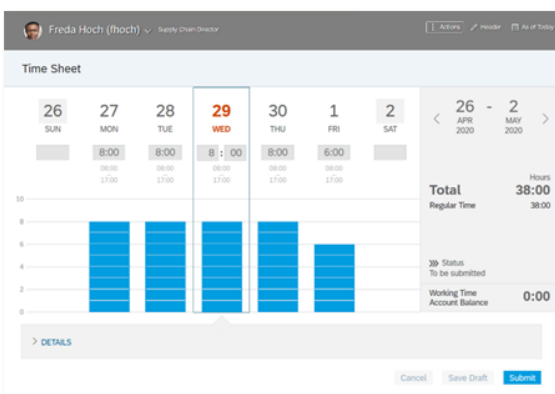 Freda Hoch (fhoch) Supply Chain Director
Actions Header As of Today
Time Sheet
26 27 28 29 30 1 2
SUN MON TUE WED THU FRI SAT
8:00 8:00 8 : 00 8:00 6:00
08:00 08:00 08:00 08:00 08:00
17:00 17:00 17:00 17:00 17:00
26 - 2
APR MAY
2020 2020
Hours
Total 38:00
Regular Time 38:00
Status
To be submitted
Working Time
Account Balance 0:00
10
8
6
4
2
0
> DETAILS
Cancel Save Draft Submit